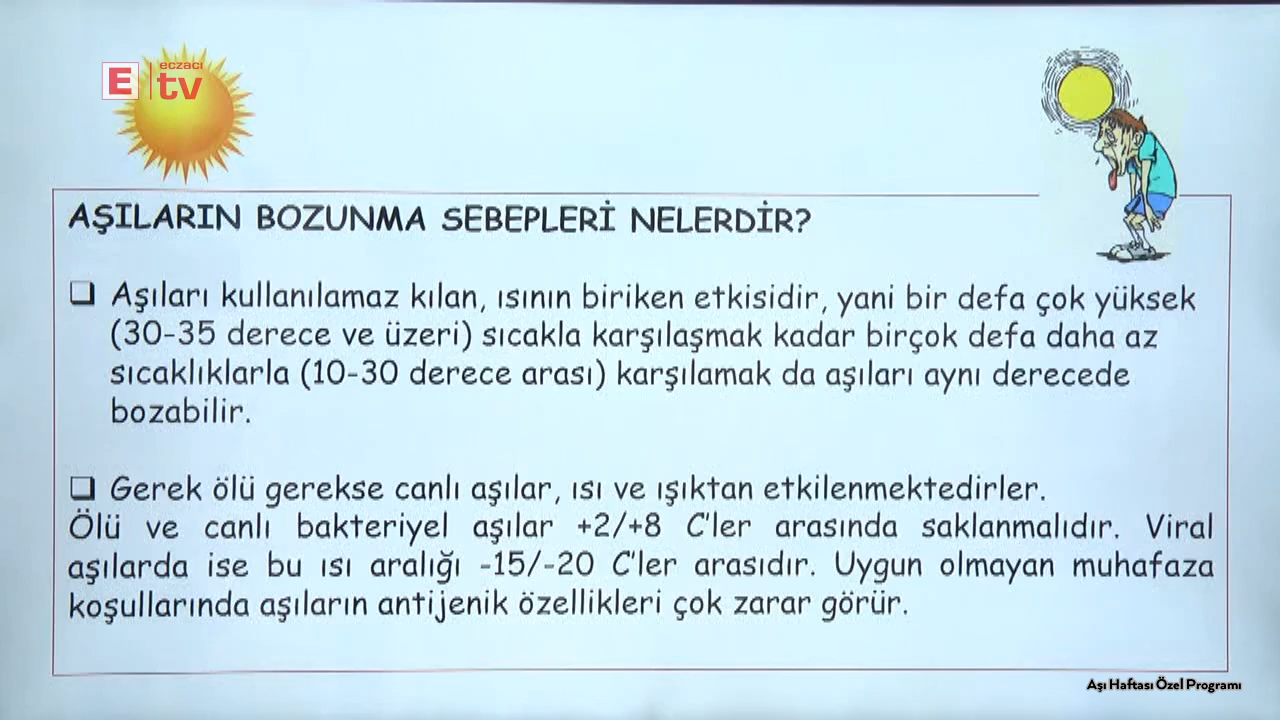 E
eczacı
tv
AŞILARIN BOZUNMA SEBEPLERİ NELERDİR?
❑ Aşıları kullanılamaz kılan, ısının biriken etkisidir, yani bir defa çok yüksek
(30-35 derece ve üzeri) sıcakla karşılaşmak kadar birçok defa daha az
sıcaklıklarla (10-30 derece arası) karşılamak da aşıları aynı derecede
bozabilir.
❑ Gerek ölü gerekse canlı aşılar, ısı ve ışıktan etkilenmektedirler.
Ölü ve canlı bakteriyel aşılar +2/+8 C'ler arasında saklanmalıdır. Viral
aşılarda ise bu ısı aralığı -15/-20 C'ler arasıdır. Uygun olmayan muhafaza
koşullarında aşıların antijenik özellikleri çok zarar görür.
Aşı Haftası Özel Programı